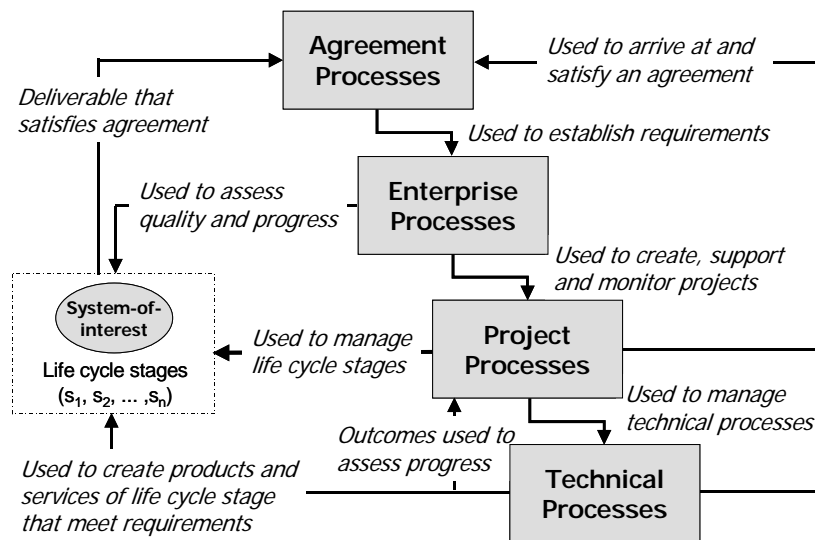 Agreement
Processes
Used to arrive at and
satisfy an agreement
Deliverable that
satisfies agreement
Used to establish requirements
Enterprise
Processes
Used to assess
quality and progress
Used to create, support
and monitor projects
System-of-
interest
Life cycle stages
(s₁, s₂, ... ,sₙ)
Used to manage
life cycle stages
Project
Processes
Used to manage
technical processes
Outcomes used to
assess progress
Used to create products and
services of life cycle stage
that meet requirements
Technical
Processes